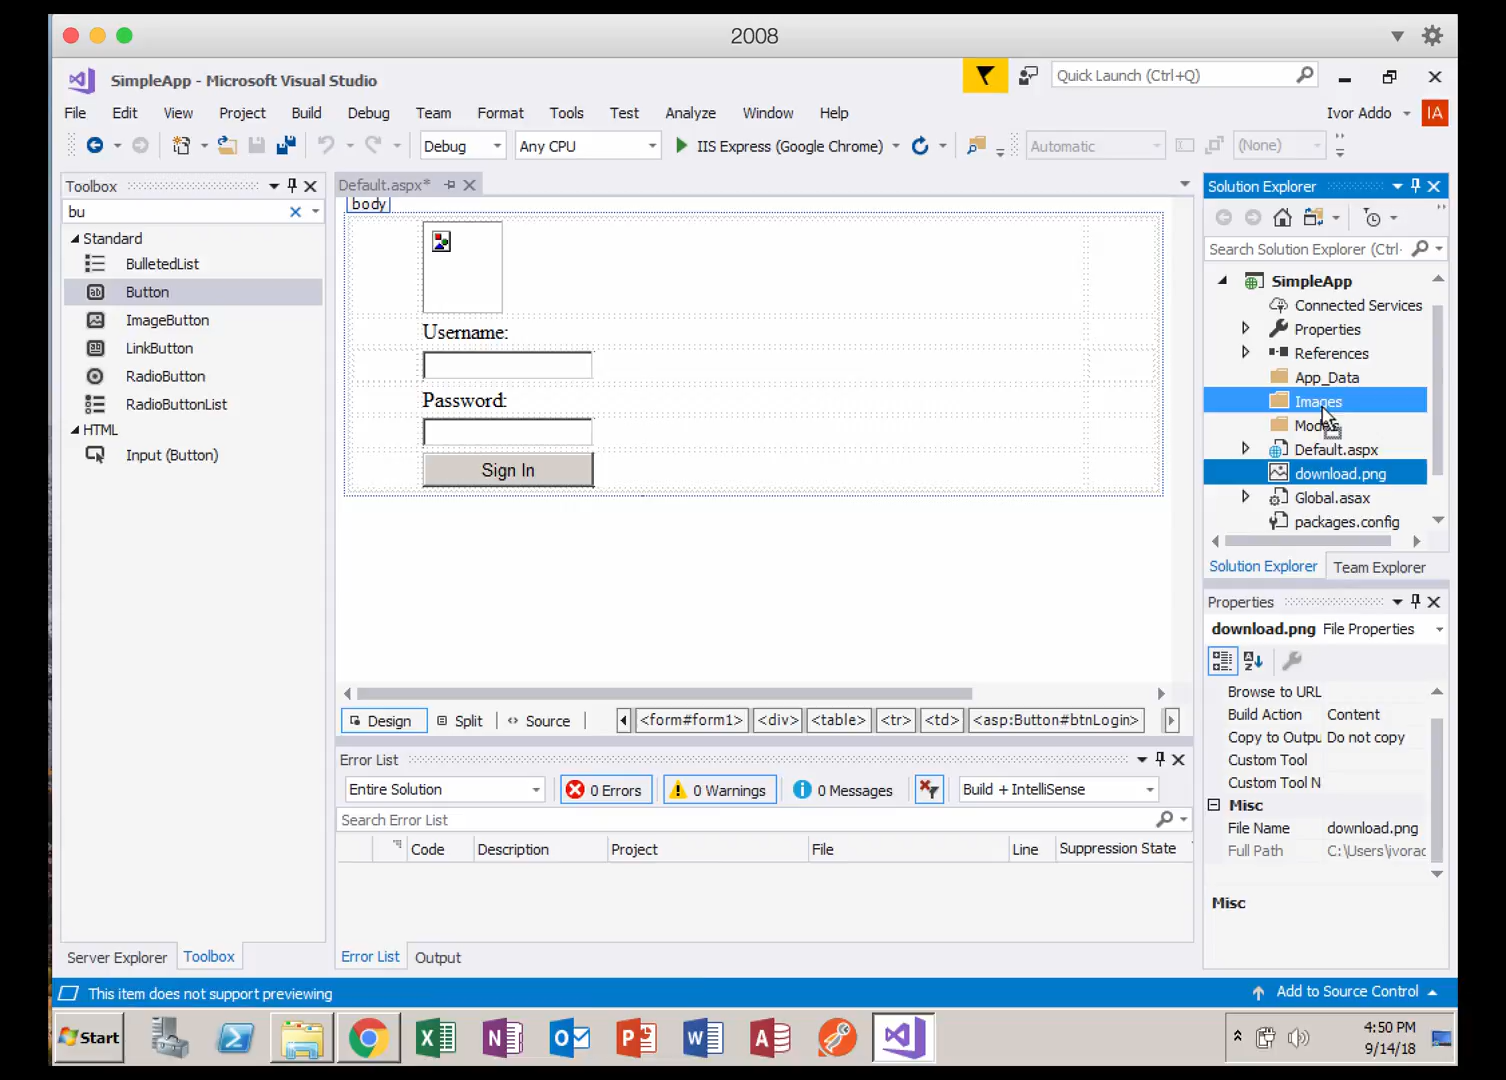 2008
SimpleApp - Microsoft Visual Studio
Quick Launch (Ctrl+Q)
File Edit View Project Build Debug Team Format Tools Test Analyze Window Help
Ivor Addo IA
Debug Any CPU IIS Express (Google Chrome) Automatic (None)
Toolbox
bu
Standard
BulletedList
Button
ImageButton
LinkButton
RadioButton
RadioButtonList
HTML
Input (Button)
Server Explorer Toolbox
Default.aspx*
body
Username:
Password:
Sign In
Design Split Source <form#form1> <div> <table> <tr> <td> <asp:Button#btnLogin>
Error List
Entire Solution 0 Errors 0 Warnings 0 Messages Build + IntelliSense
Search Error List
Code Description Project File Line Suppression State
Error List Output
Solution Explorer
Search Solution Explorer (Ctrl
SimpleApp
Connected Services
Properties
References
App_Data
Images
Default.aspx
download.png
Global.asax
packages.config
Solution Explorer Team Explorer
Properties
download.png File Properties
Browse to URL
Build Action Content
Copy to Outpu Do not copy
Custom Tool
Custom Tool N
Misc
File Name download.png
Full Path C:\Users\ivorac
Misc
This item does not support previewing
Add to Source Control
Start
4:50 PM
9/14/18